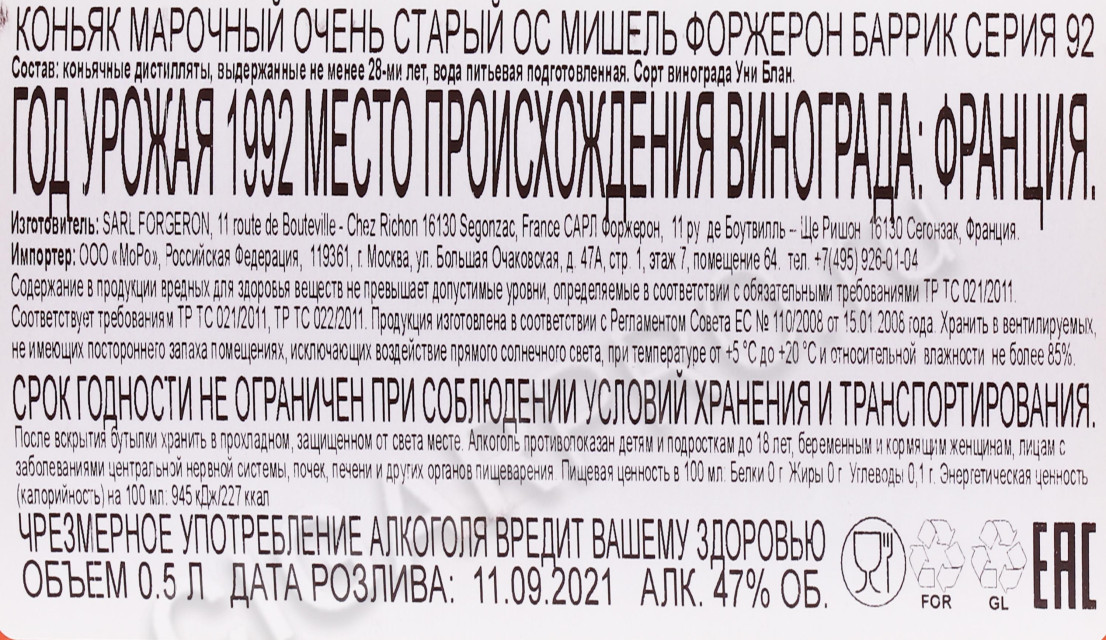 КОНЬЯК МАРОЧНЫЙ ОЧЕНЬ СТАРЫЙ ОС МИШЕЛЬ ФОРЖЕРОН БАРРИК СЕРИЯ 92
Состав: коньячные дистилляты, выдержанные не менее 28-ми лет, вода питьевая подготовленная. Сорт винограда Уни Блан.
ГОД УРОЖАЯ 1992 МЕСТО ПРОИСХОЖДЕНИЯ ВИНОГРАДА: ФРАНЦИЯ.
Изготовитель: SARL FORGERON, 11 route de Bouteville - Chez Richon 16130 Segonzac, France САРЛ Форжерон, 11 ру де Боутвилль – Ще Ришон 16130 Сегонзак, Франция.
Импортер: ООО «МоРо», Российская Федерация, 119361, г. Москва, ул. Большая Очаковская, д. 47А, стр. 1, этаж 7, помещение 64. тел. +7(495) 926-01-04
Содержание в продукции вредных для здоровья веществ не превышает допустимые уровни, определяемые в соответствии с обязательными требованиями ТР ТС 021/2011.
Соответствует требованиям ТР ТС 021/2011, ТР ТС 022/2011. Продукция изготовлена в соответствии с Регламентом Совета ЕС № 110/2008 от 15.01.2008 года. Хранить в вентилируемых,
не имеющих постороннего запаха помещениях, исключающих воздействие прямого солнечного света, при температуре от +5 °С до +20 °С и относительной влажности не более 85%.
СРОК ГОДНОСТИ НЕ ОГРАНИЧЕН ПРИ СОБЛЮДЕНИИ УСЛОВИЙ ХРАНЕНИЯ И ТРАНСПОРТИРОВАНИЯ.
После вскрытия бутылки хранить в прохладном, защищенном от света месте. Алкоголь противопоказан детям и подросткам до 18 лет, беременным и кормящим женщинам, лицам с
заболеваниями центральной нервной системы, почек, печени и других органов пищеварения. Пищевая ценность в 100 мл: Белки 0 г Жиры 0 г Углеводы 0,1 г. Энергетическая ценность
(калорийность) на 100 мл: 945 кДж/227 ккал
ЧРЕЗМЕРНОЕ УПОТРЕБЛЕНИЕ АЛКОГОЛЯ ВРЕДИТ ВАШЕМУ ЗДОРОВЬЮ
ОБЪЕМ 0.5 Л ДАТА РОЗЛИВА: 11.09.2021 АЛК. 47% ОБ.
FOR GL EAC